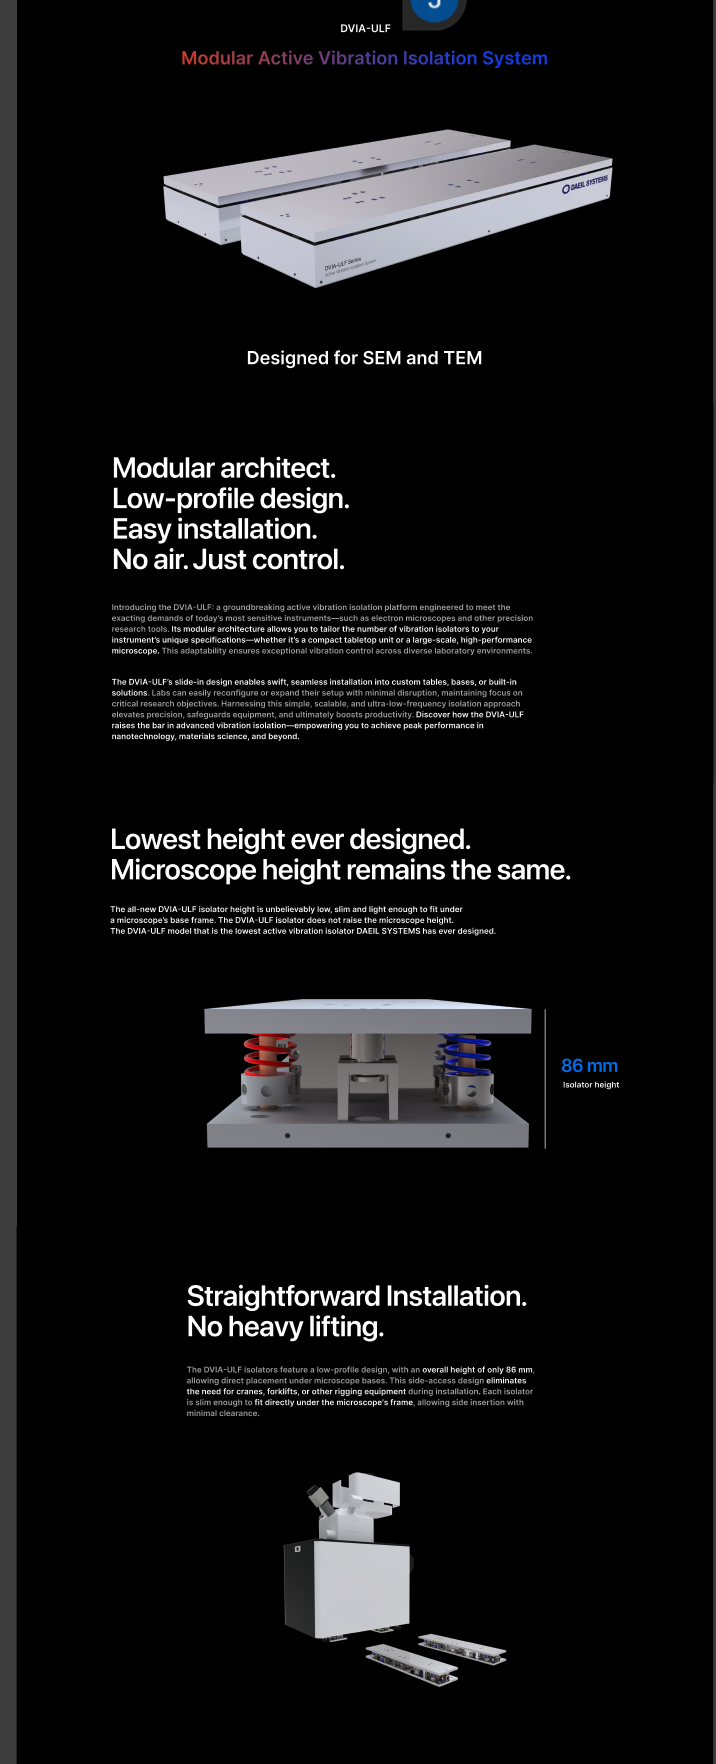 DVIA-ULF
Modular Active Vibration Isolation System
DAEIL SYSTEMS
DVIA-ULF Series
Active Vibration Isolation System
Designed for SEM and TEM
Modular architect.
Low-profile design.
Easy installation.
No air. Just control.
Introducing the DVIA-ULF: a groundbreaking active vibration isolation platform engineered to meet the
exacting demands of today's most sensitive instruments—such as electron microscopes and other precision
research tools. Its modular architecture allows you to tailor the number of vibration isolators to your
instrument's unique specifications—whether it's a compact tabletop unit or a large-scale, high-performance
microscope. This adaptability ensures exceptional vibration control across diverse laboratory environments.
The DVIA-ULF's slide-in design enables swift, seamless installation into custom tables, bases, or built-in
solutions. Labs can easily reconfigure or expand their setup with minimal disruption, maintaining focus on
critical research objectives. Harnessing this simple, scalable, and ultra-low-frequency isolation approach
elevates precision, safeguards equipment, and ultimately boosts productivity. Discover how the DVIA-ULF
raises the bar in advanced vibration isolation—empowering you to achieve peak performance in
nanotechnology, materials science, and beyond.
Lowest height ever designed.
Microscope height remains the same.
The all-new DVIA-ULF isolator height is unbelievably low, slim and light enough to fit under
a microscope's base frame. The DVIA-ULF isolator does not raise the microscope height.
The DVIA-ULF model that is the lowest active vibration isolator DAEIL SYSTEMS has ever designed.
86 mm
Isolator height
Straightforward Installation.
No heavy lifting.
The DVIA-ULF isolators feature a low-profile design, with an overall height of only 86 mm,
allowing direct placement under microscope bases. This side-access design eliminates
the need for cranes, forklifts, or other rigging equipment during installation. Each isolator
is slim enough to fit directly under the microscope's frame, allowing side insertion with
minimal clearance.